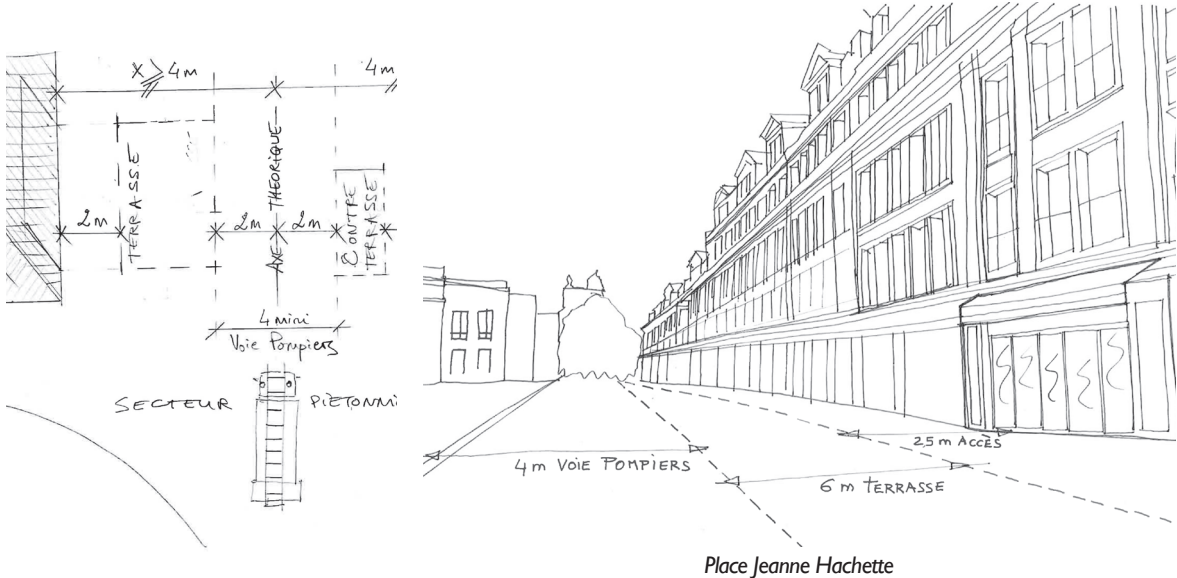 X ⩾ 4m
4m
TERRASSE
AXE THEORIQUE
CONTRE
TERRASSE
2m
2m
2m
4 mini
Voie Pompiers
SECTEUR PIETONNI
2,5 m ACCÈS
4m VOIE POMPIERS
6 m TERRASSE
Place Jeanne Hachette